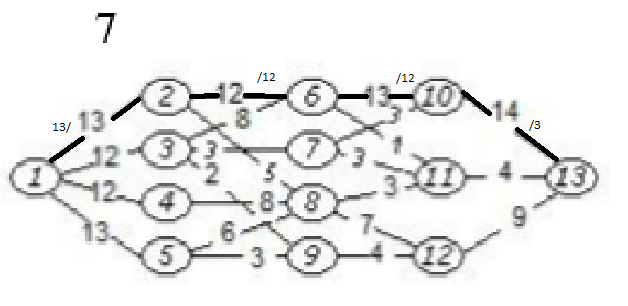 7
/12 /12
2 12 6 13 10
13/ 13 8 3 14
/3
12 3 3 7 1
1 2 5 3 11 4 13
12 4 8 8 3
13 6 7 9
5 3 9 4 12